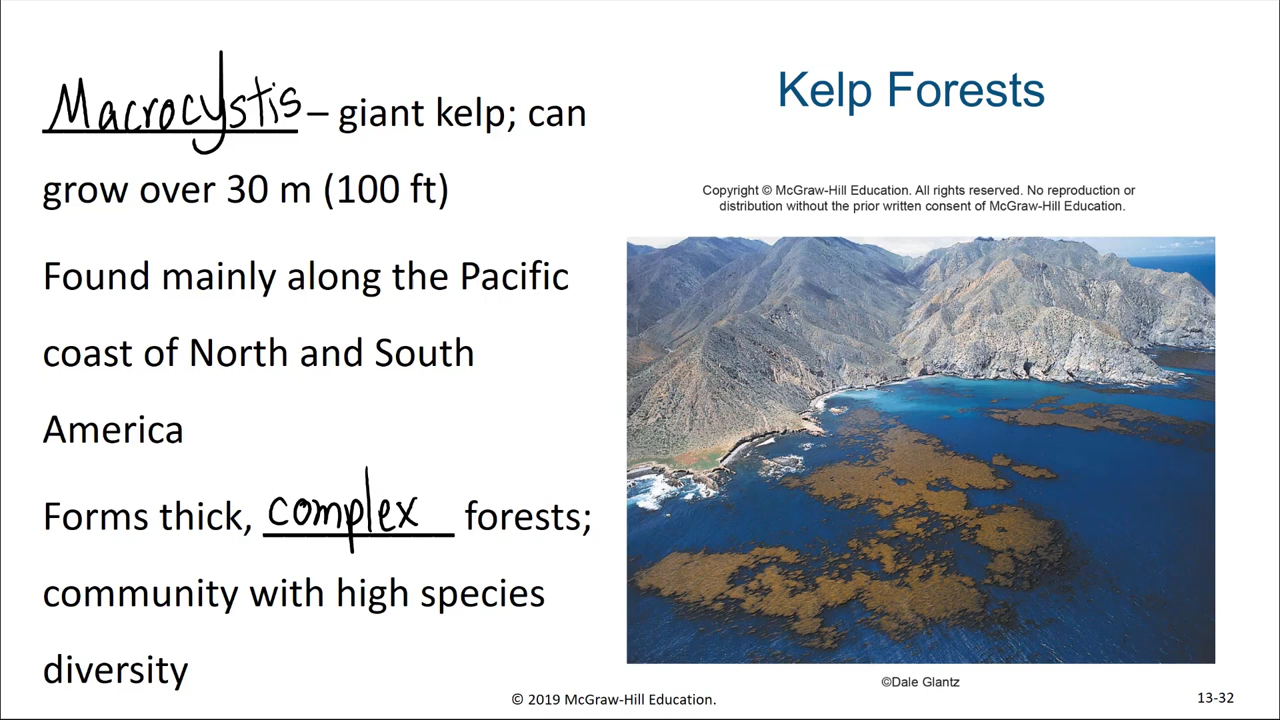 Kelp Forests
Macrocystis – giant kelp; can
grow over 30 m (100 ft)
Found mainly along the Pacific
coast of North and South
America
Forms thick, complex forests;
community with high species
diversity
Copyright © McGraw-Hill Education. All rights reserved. No reproduction or
distribution without the prior written consent of McGraw-Hill Education.
©Dale Glantz
© 2019 McGraw-Hill Education.
13-32